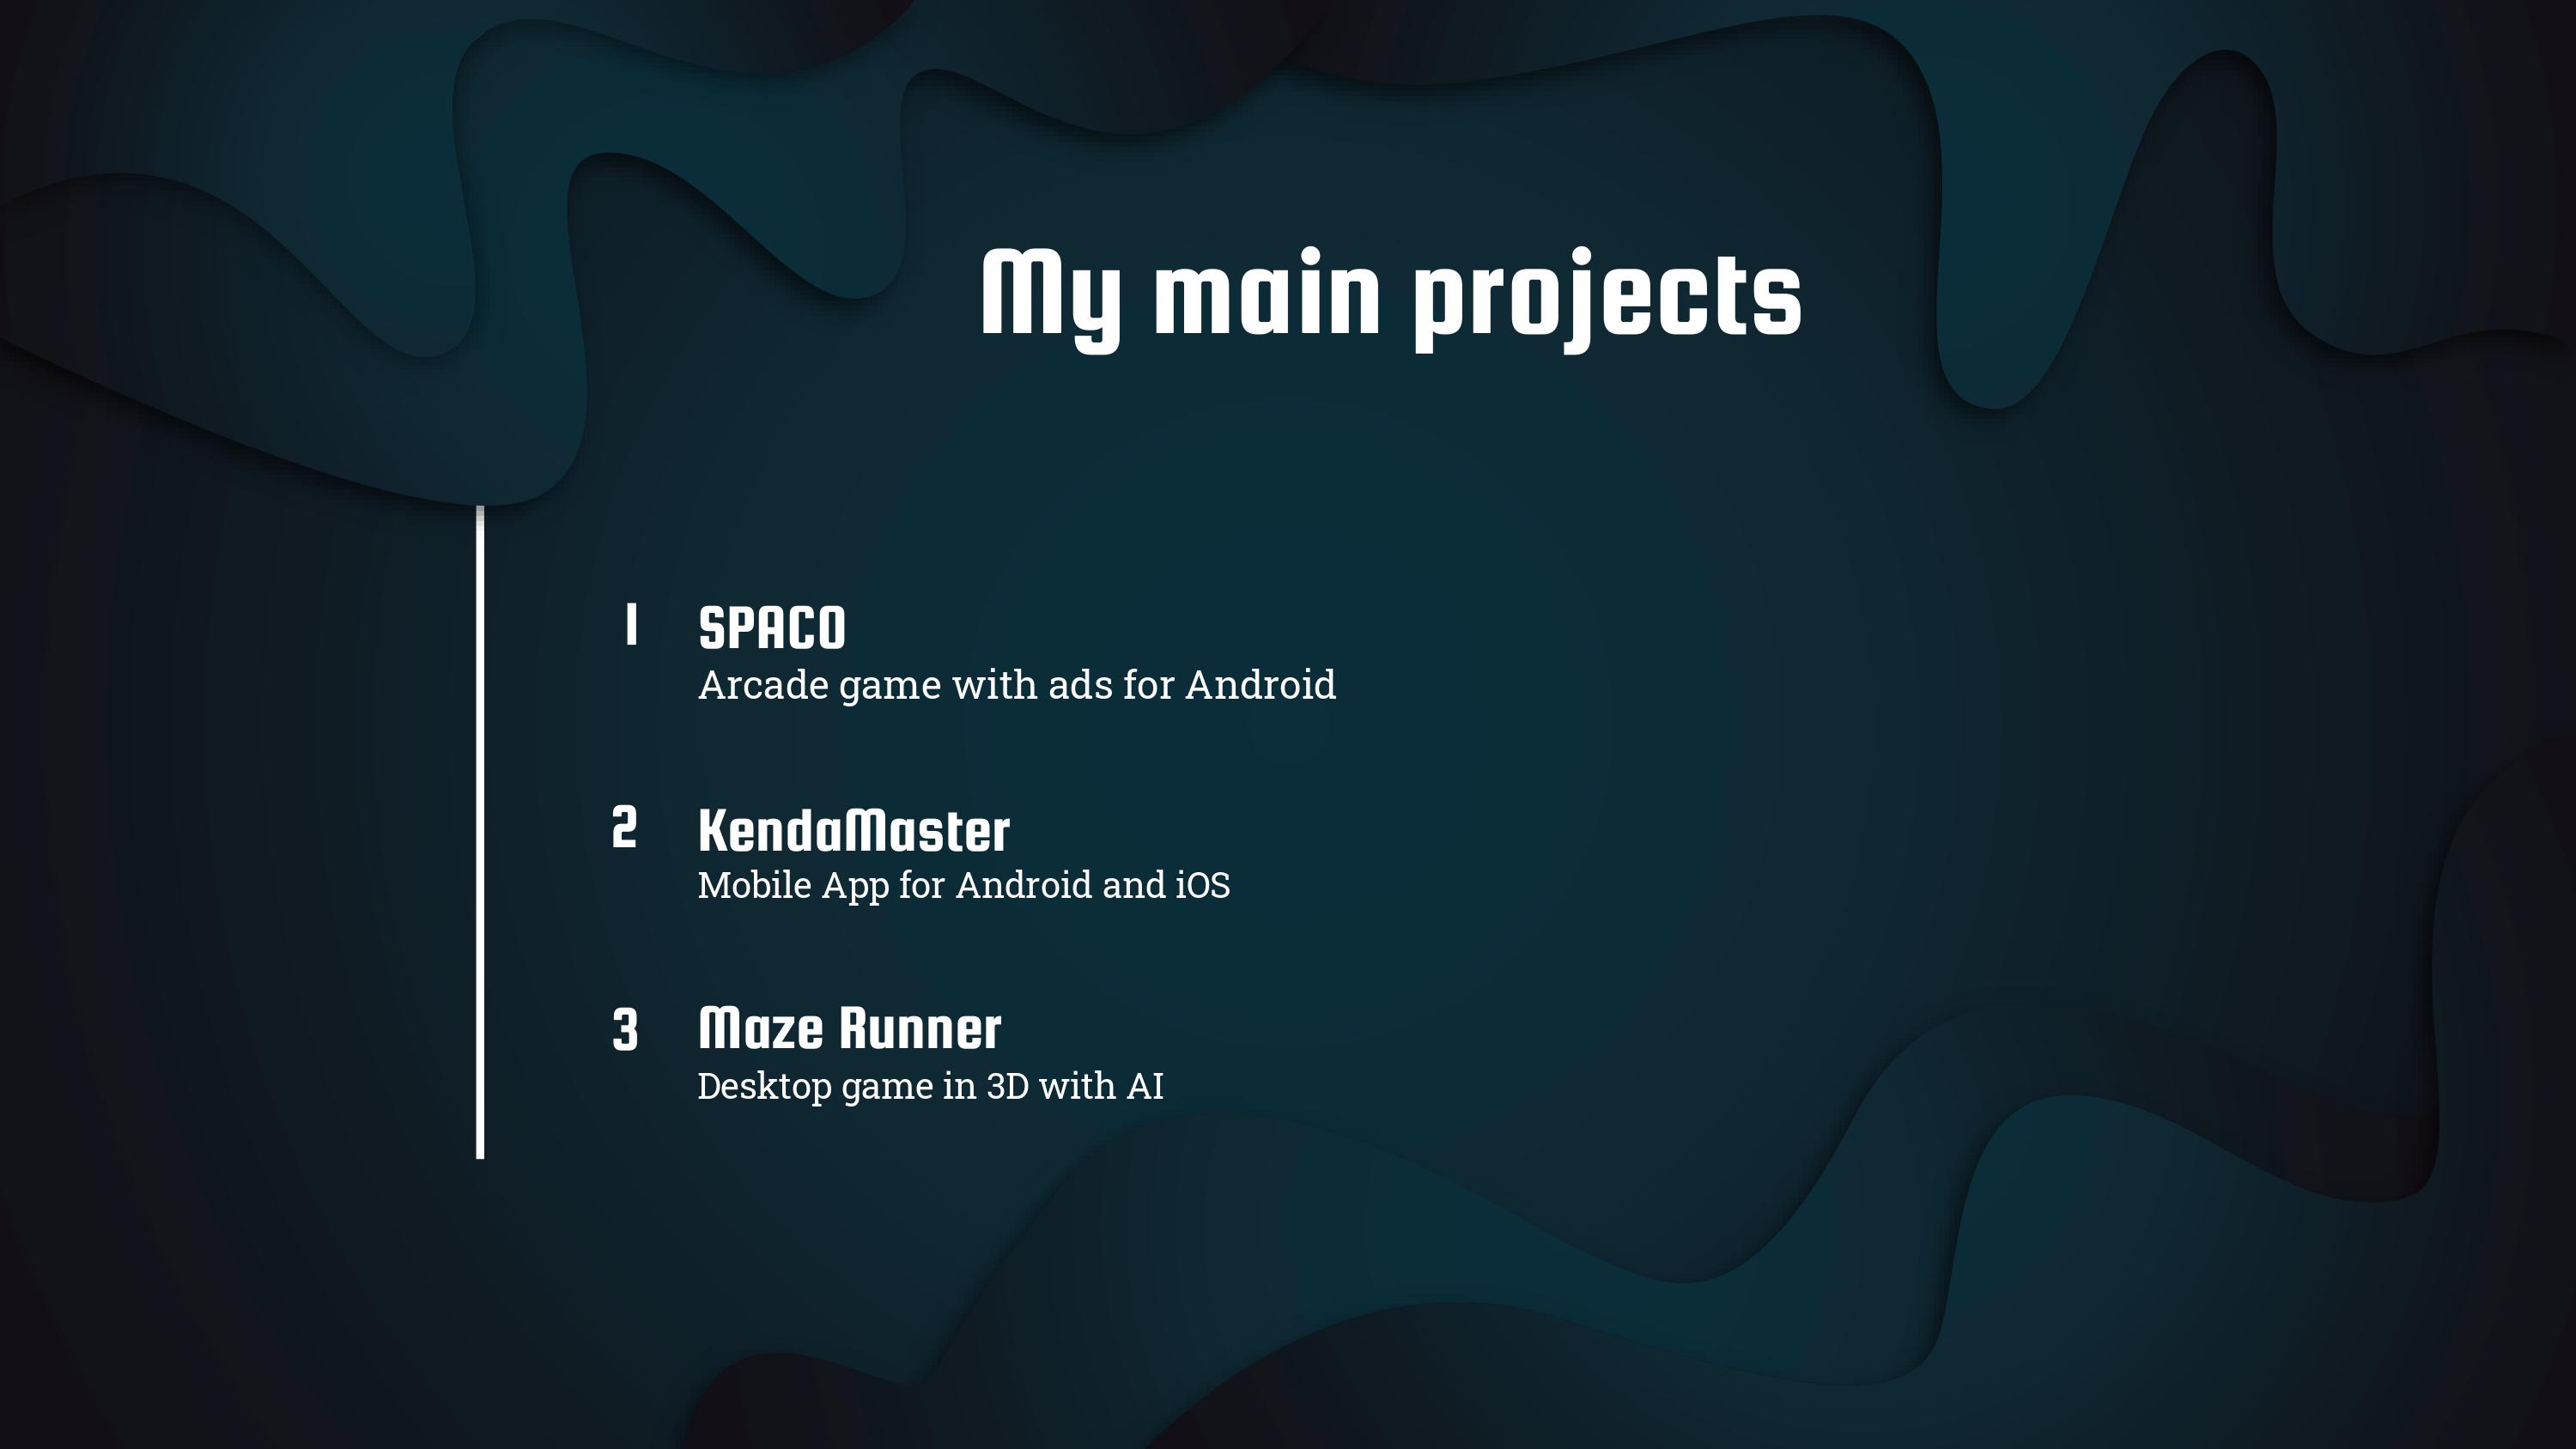 My main projects
1 SPACO
Arcade game with ads for Android
2 KendaMaster
Mobile App for Android and iOS
3 Maze Runner
Desktop game in 3D with AI